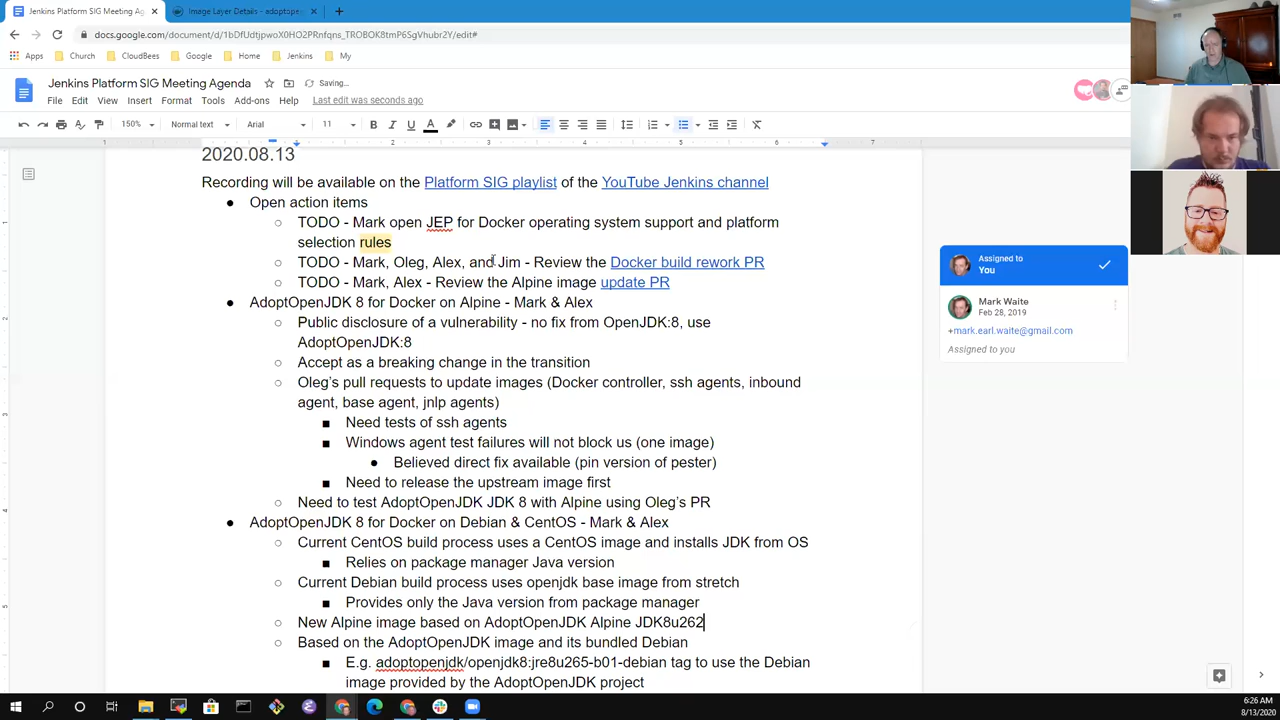 Jenkins Platform SIG Meeting Agenda
Image Layer Details - adoptope
docs.google.com/document/d/1bDfUdtjpwoX0HO2PRnfqns_TROBOK8tmP6SgVhubr2Y/edit#
Apps Church CloudBees Google Home Jenkins My
Jenkins Platform SIG Meeting Agenda Saving...
File Edit View Insert Format Tools Add-ons Help Last edit was seconds ago
150% Normal text Arial 11 B I U A
1 1 2 3 4 5 6 7
2020.08.13
Recording will be available on the Platform SIG playlist of the YouTube Jenkins channel
● Open action items
○ TODO - Mark open JEP for Docker operating system support and platform
selection rules
○ TODO - Mark, Oleg, Alex, and Jim - Review the Docker build rework PR
○ TODO - Mark, Alex - Review the Alpine image update PR
● AdoptOpenJDK 8 for Docker on Alpine - Mark & Alex
○ Public disclosure of a vulnerability - no fix from OpenJDK:8, use
AdoptOpenJDK:8
○ Accept as a breaking change in the transition
○ Oleg's pull requests to update images (Docker controller, ssh agents, inbound
agent, base agent, jnlp agents)
■ Need tests of ssh agents
■ Windows agent test failures will not block us (one image)
● Believed direct fix available (pin version of pester)
■ Need to release the upstream image first
○ Need to test AdoptOpenJDK JDK 8 with Alpine using Oleg's PR
● AdoptOpenJDK 8 for Docker on Debian & CentOS - Mark & Alex
○ Current CentOS build process uses a CentOS image and installs JDK from OS
■ Relies on package manager Java version
○ Current Debian build process uses openjdk base image from stretch
■ Provides only the Java version from package manager
○ New Alpine image based on AdoptOpenJDK Alpine JDK8u262
○ Based on the AdoptOpenJDK image and its bundled Debian
■ E.g. adoptopenjdk/openjdk8:jre8u265-b01-debian tag to use the Debian
image provided by the AdoptOpenJDK project
Assigned to
You
Mark Waite
Feb 28, 2019
+mark.earl.waite@gmail.com
Assigned to you
6:26 AM
8/13/2020